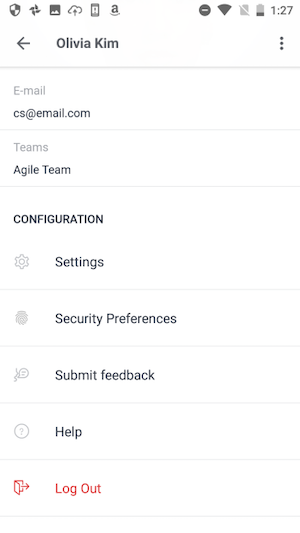 1:27
Olivia Kim
E-mail
cs@email.com
Teams
Agile Team
CONFIGURATION
Settings
Security Preferences
Submit feedback
Help
Log Out